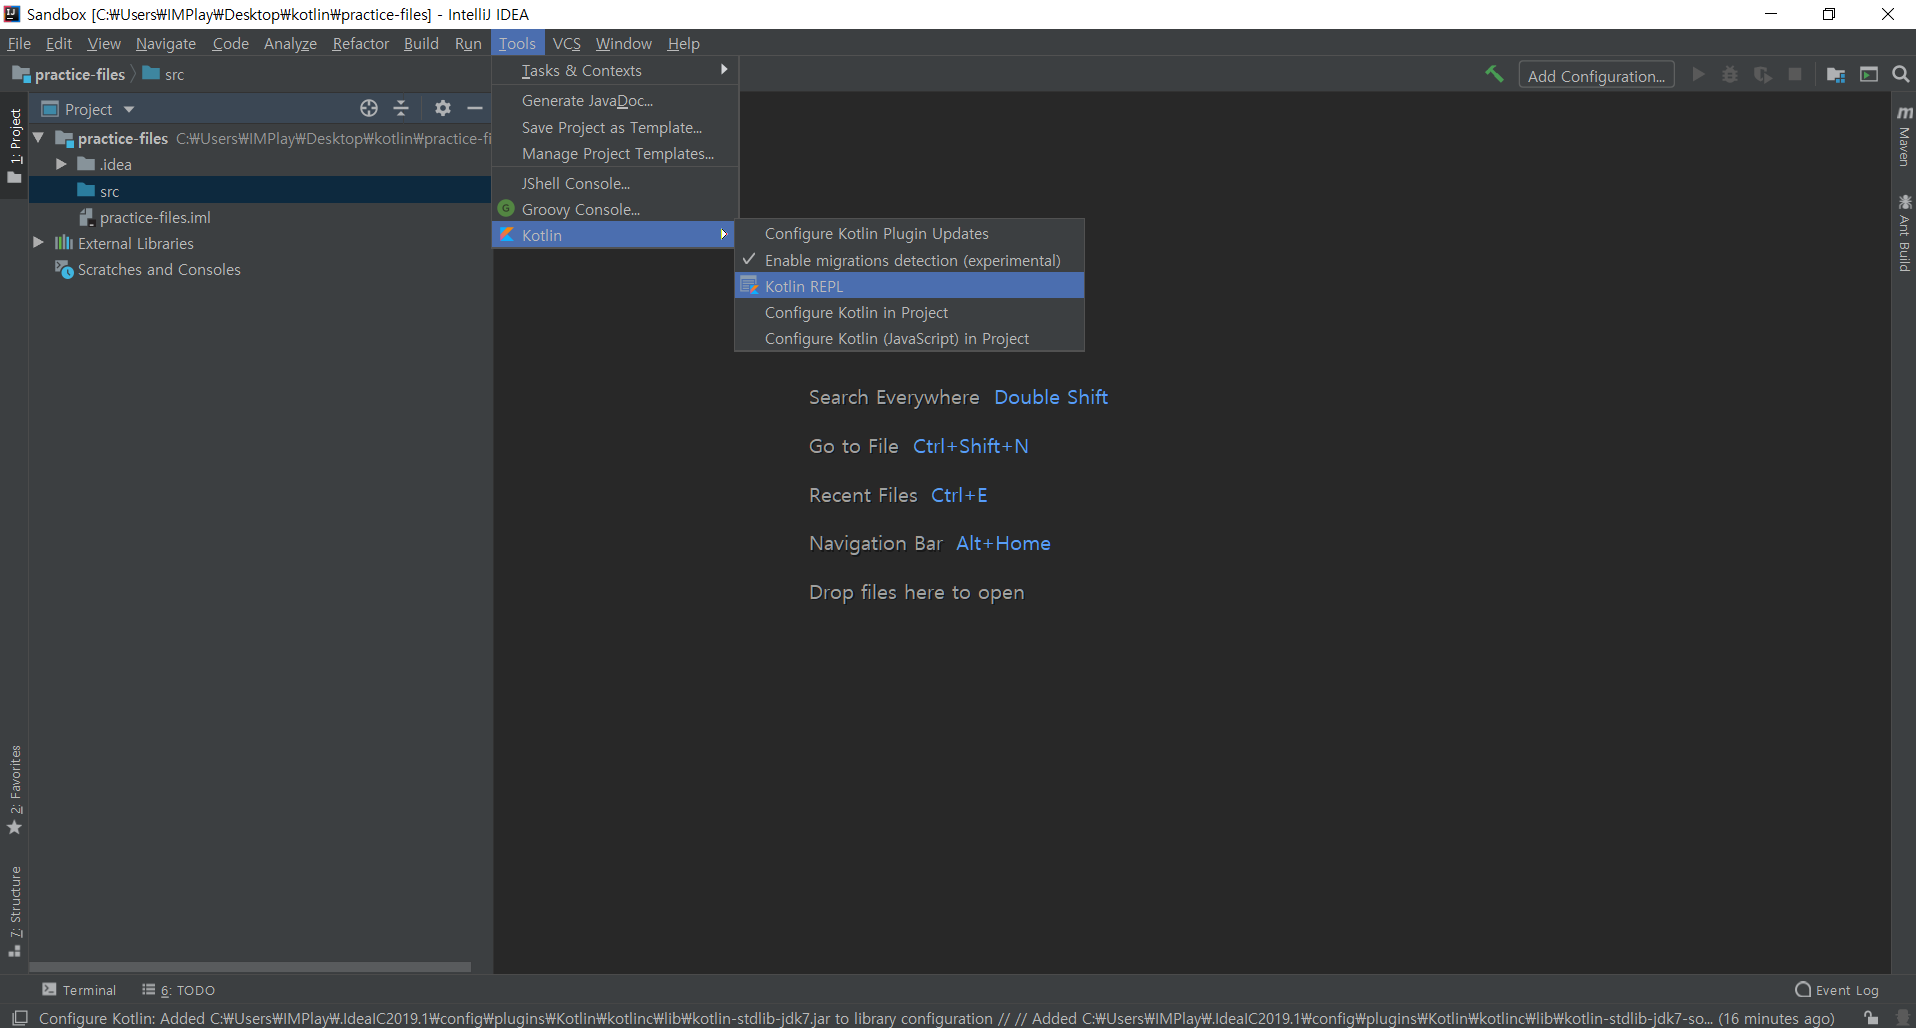 Sandbox [C:₩Users₩IMPlay₩Desktop₩kotlin₩practice-files] - IntelliJ IDEA
File Edit View Navigate Code Analyze Refactor Build Run Tools VCS Window Help
practice-files src
Add Configuration...
Project
practice-files C:₩Users₩IMPlay₩Desktop₩kotlin₩practice-fi
.idea
src
practice-files.iml
External Libraries
Scratches and Consoles
Tasks & Contexts
Generate JavaDoc...
Save Project as Template...
Manage Project Templates...
JShell Console...
G Groovy Console...
Kotlin
Configure Kotlin Plugin Updates
Enable migrations detection (experimental)
Kotlin REPL
Configure Kotlin in Project
Configure Kotlin (JavaScript) in Project
Search Everywhere Double Shift
Go to File Ctrl+Shift+N
Recent Files Ctrl+E
Navigation Bar Alt+Home
Drop files here to open
1: Project
2: Favorites
7: Structure
m Maven
Ant Build
Terminal 6: TODO
Event Log
Configure Kotlin: Added C:₩Users₩IMPlay₩.IdeaIC2019.1₩config₩plugins₩Kotlin₩kotlinc₩lib₩kotlin-stdlib-jdk7.jar to library configuration // // Added C:₩Users₩IMPlay₩.IdeaIC2019.1₩config₩plugins₩Kotlin₩kotlinc₩lib₩kotlin-stdlib-jdk7-so... (16 minutes ago)